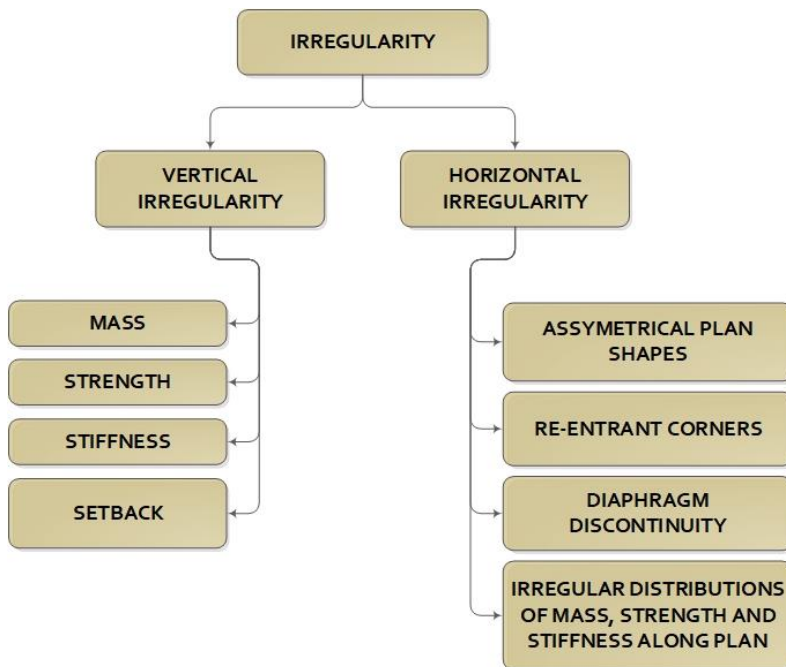 IRREGULARITY
VERTICAL
IRREGULARITY
HORIZONTAL
IRREGULARITY
MASS
STRENGTH
STIFFNESS
SETBACK
ASSYMETRICAL PLAN
SHAPES
RE-ENTRANT CORNERS
DIAPHRAGM
DISCONTINUITY
IRREGULAR DISTRIBUTIONS
OF MASS, STRENGTH AND
STIFFNESS ALONG PLAN